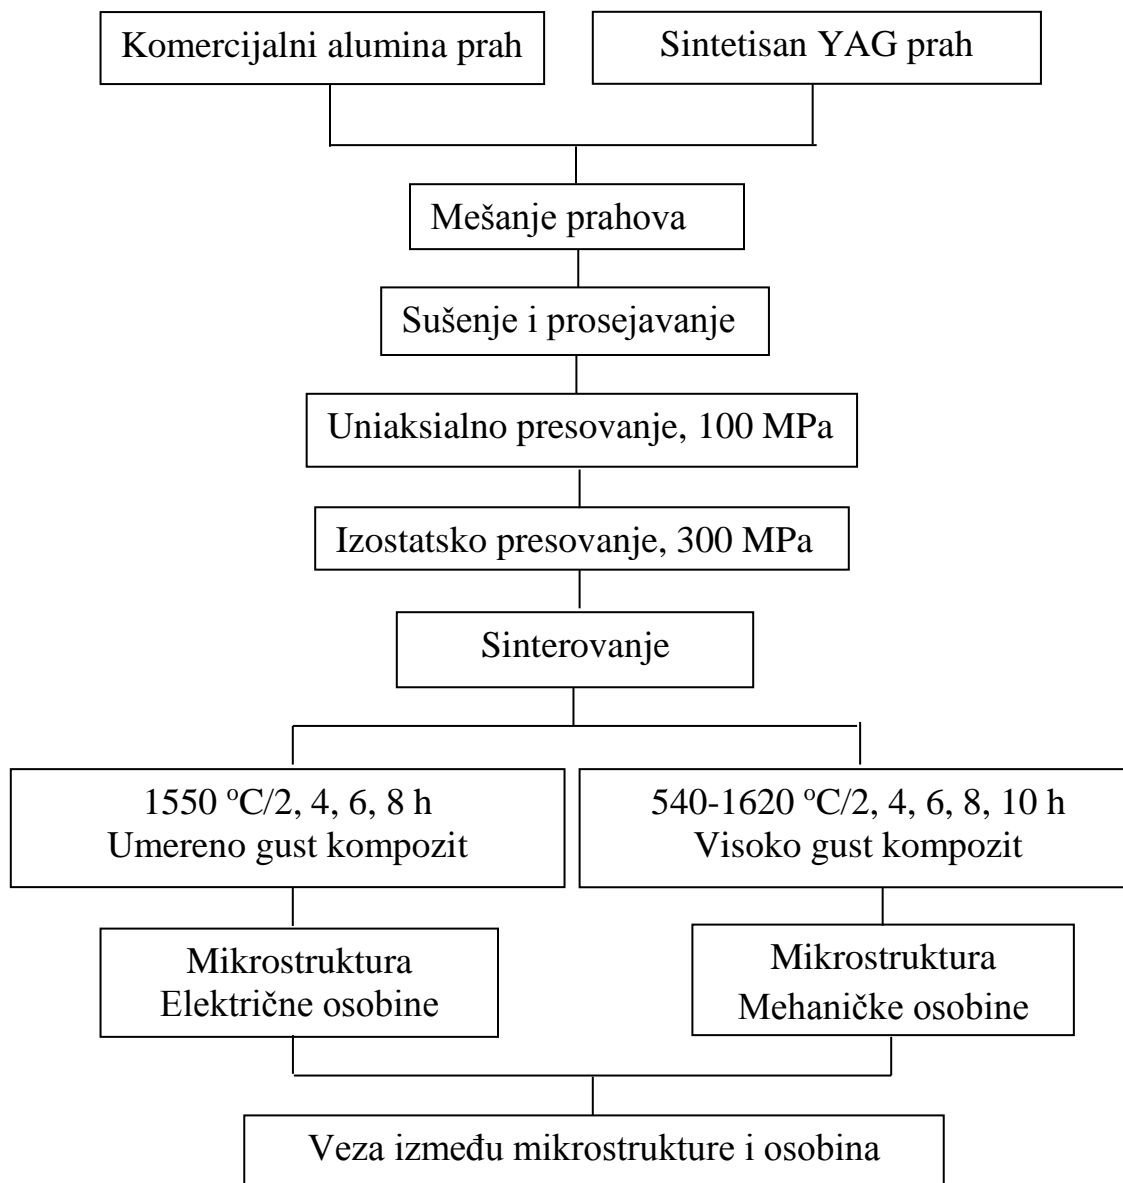 Komercijalni alumina prah
Sintetisan YAG prah
Mešanje prahova
Sušenje i prosejavanje
Uniaksialno presovanje, 100 MPa
Izostatsko presovanje, 300 MPa
Sinterovanje
1550 ºC/2, 4, 6, 8 h
Umereno gust kompozit
540-1620 ºC/2, 4, 6, 8, 10 h
Visoko gust kompozit
Mikrostruktura
Električne osobine
Mikrostruktura
Mehaničke osobine
Veza između mikrostrukture i osobina